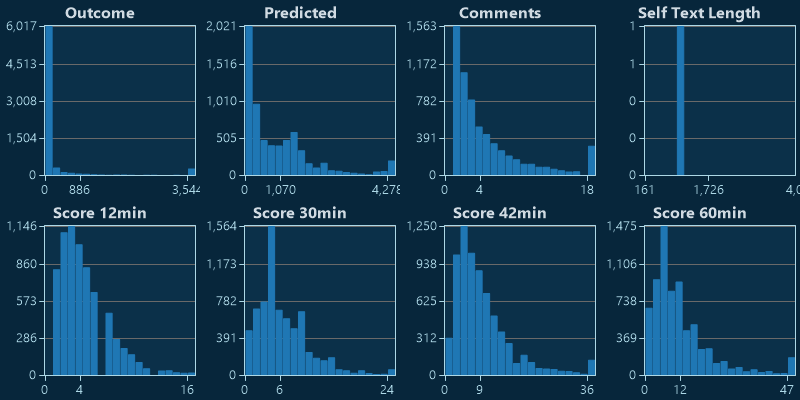 Outcome
6,017
4,513
3,008
1,504
0
0 886 3,544
Predicted
2,021
1,516
1,010
505
0
0 1,070 4,278
Comments
1,563
1,172
782
391
0
0 4 18
Self Text Length
1
1
0
0
0
161 1,726 4,0
Score 12min
1,146
860
573
286
0
0 4 16
Score 30min
1,564
1,173
782
391
0
0 6 24
Score 42min
1,250
938
625
312
0
0 9 36
Score 60min
1,475
1,106
738
369
0
0 12 47